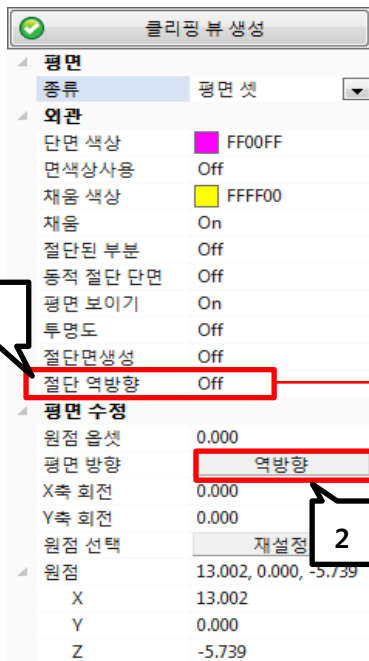 클리핑 뷰 생성
평면
종류 평면 셋
외관
단면 색상 FF00FF
면색상사용 Off
채움 색상 FFFF00
채움 On
절단된 부분 Off
동적 절단 단면 Off
평면 보이기 On
투명도 Off
절단면생성 Off
절단 역방향 Off
평면 수정
원점 옵셋 0.000
평면 방향 역방향
X축 회전 0.000
Y축 회전 0.000
원점 선택 재설정
2
원점 13.002, 0.000, -5.739
X 13.002
Y 0.000
Z -5.739